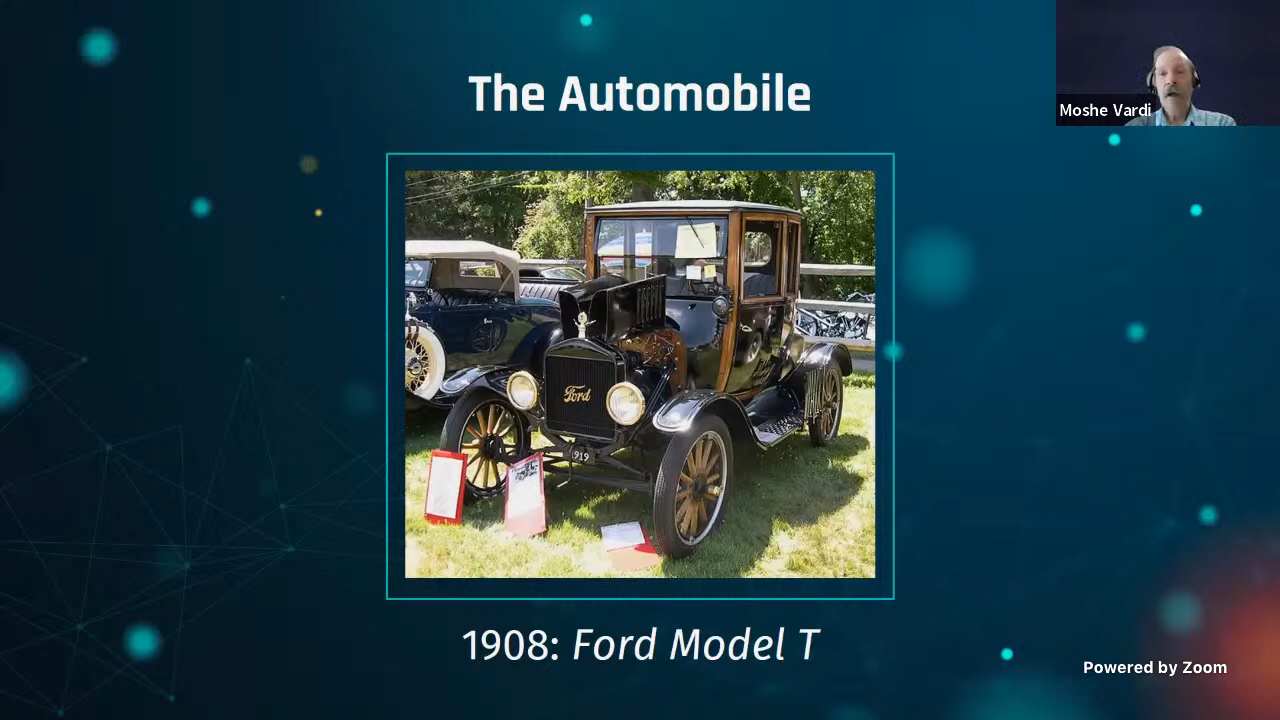 The Automobile
Moshe Vardi
Ford
919
1908: Ford Model T
Powered by Zoom